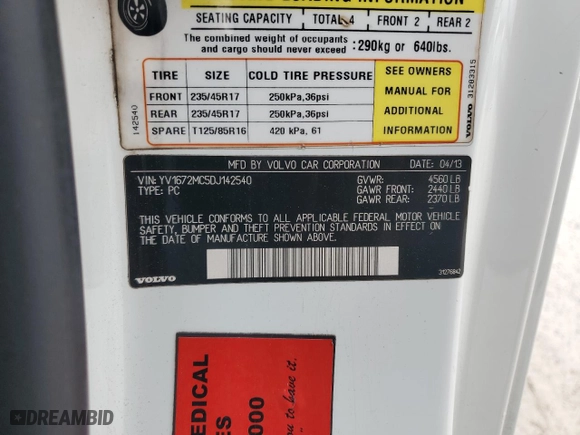 SEATING CAPACITY TOTAL 4 FRONT 2 REAR 2
The combined weight of occupants
and cargo should never exceed :290kg or 640lbs.
TIRE SIZE COLD TIRE PRESSURE
FRONT 235/45R17 250kPa,36psi
REAR 235/45R17 250kPa,36psi
SPARE T125/85R16 420 kPa, 61
SEE OWNERS
MANUAL FOR
ADDITIONAL
INFORMATION
142540
VOLVO 31283315
MFD BY VOLVO CAR CORPORATION DATE: 04/13
VIN: YV1672MC5DJ142540 GVWR: 4560 LB
TYPE: PC GAWR FRONT: 2440 LB
GAWR REAR: 2370 LB
THIS VEHICLE CONFORMS TO ALL APPLICABLE FEDERAL MOTOR VEHICLE
SAFETY, BUMPER AND THEFT PREVENTION STANDARDS IN EFFECT ON
THE DATE OF MANUFACTURE SHOWN ABOVE.
VOLVO 31276842
EDICAL
ES
000
you to have it.
DREAMBID